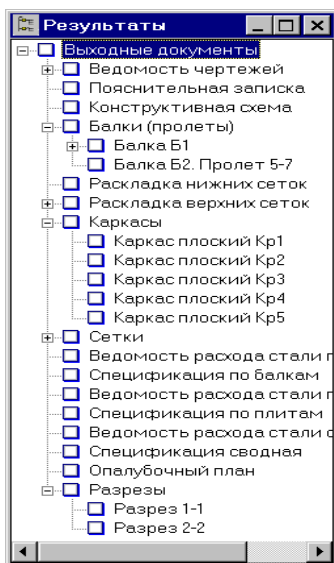 Результаты
Выходные документы
Ведомость чертежей
Пояснительная записка
Конструктивная схема
Балки (пролеты)
Балка Б1
Балка Б2. Пролет 5-7
Раскладка нижних сеток
Раскладка верхних сеток
Каркасы
Каркас плоский Кр1
Каркас плоский Кр2
Каркас плоский Кр3
Каркас плоский Кр4
Каркас плоский Кр5
Сетки
Ведомость расхода стали
Спецификация по балкам
Ведомость расхода стали
Спецификация по плитам
Ведомость расхода стали
Спецификация сводная
Опалубочный план
Разрезы
Разрез 1-1
Разрез 2-2